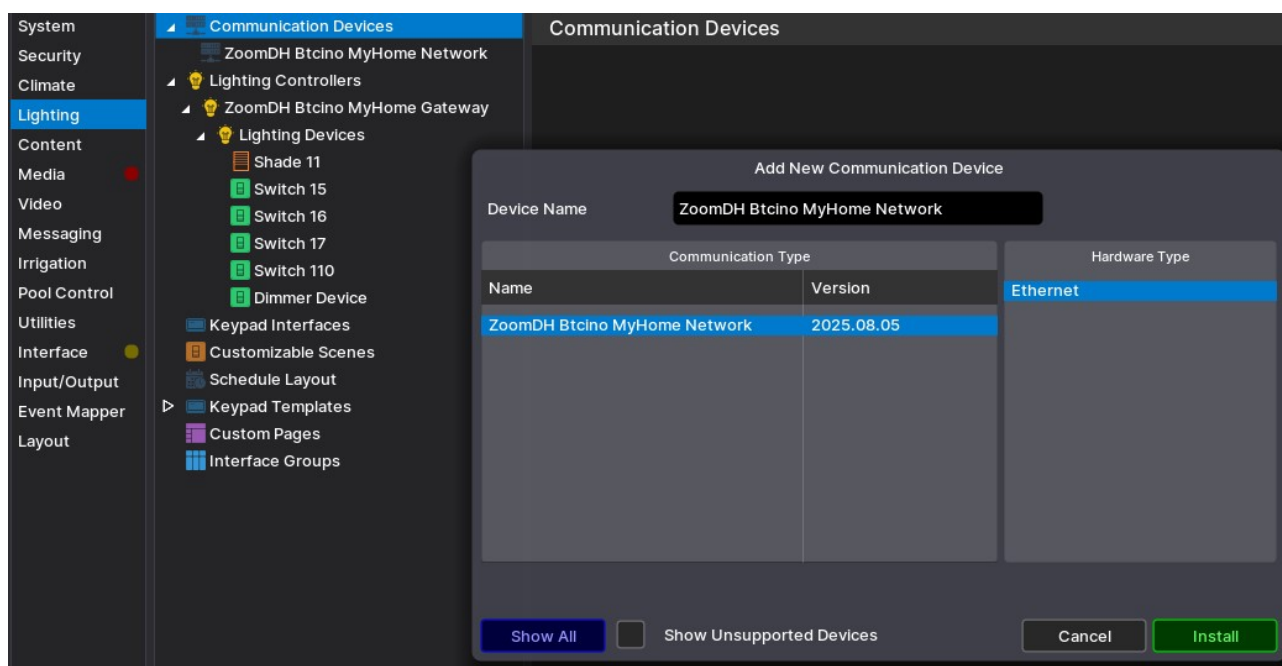 System
Security
Climate
Lighting
Content
Media
Video
Messaging
Irrigation
Pool Control
Utilities
Interface
Input/Output
Event Mapper
Layout
Communication Devices
ZoomDH Btcino MyHome Network
Lighting Controllers
ZoomDH Btcino MyHome Gateway
Lighting Devices
Shade 11
Switch 15
Switch 16
Switch 17
Switch 110
Dimmer Device
Keypad Interfaces
Customizable Scenes
Schedule Layout
Keypad Templates
Custom Pages
Interface Groups
Communication Devices
Add New Communication Device
Device Name ZoomDH Btcino MyHome Network
Communication Type Hardware Type
Name Version Ethernet
ZoomDH Btcino MyHome Network 2025.08.05
Show All Show Unsupported Devices Cancel Install